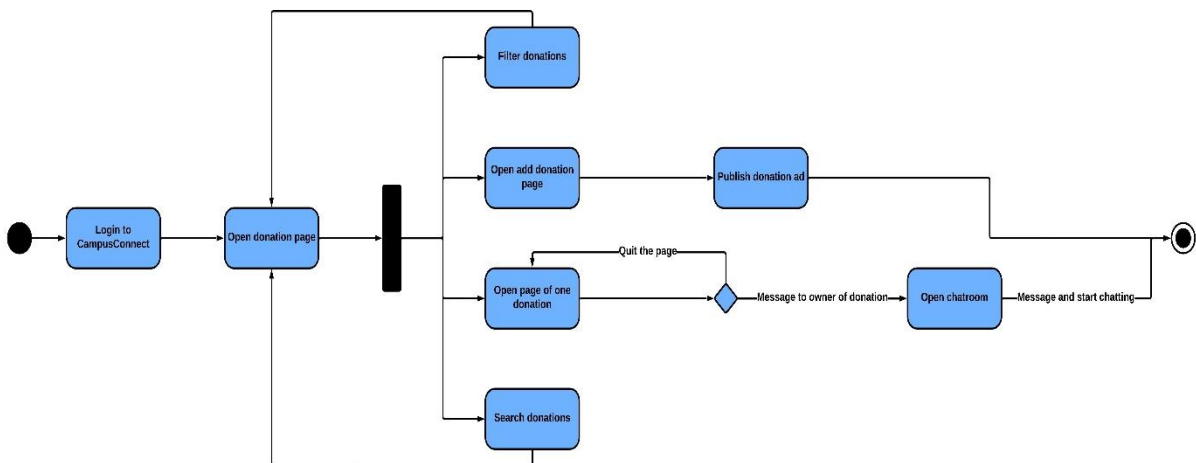 Filter donations
Open add donation
page
Publish donation ad
Login to
CampusConnect
Open donation page
Quit the page
Open page of one
donation
Message to owner of donation
Open chatroom
Message and start chatting
Search donations